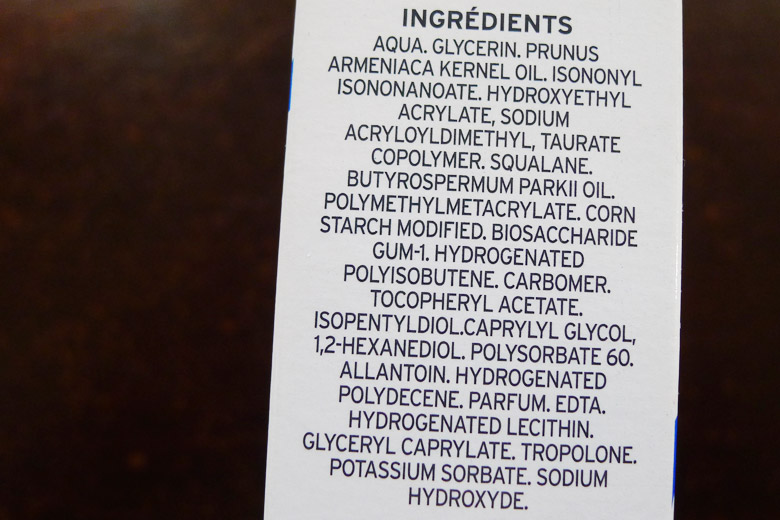 INGRÉDIENTS
AQUA. GLYCERIN. PRUNUS
ARMENIACA KERNEL OIL. ISONONYL
ISONONANOATE. HYDROXYETHYL
ACRYLATE, SODIUM
ACRYLOYLDIMETHYL, TAURATE
COPOLYMER. SQUALANE.
BUTYROSPERMUM PARKII OIL.
POLYMETHYLMETACRYLATE. CORN
STARCH MODIFIED. BIOSACCHARIDE
GUM-1. HYDROGENATED
POLYISOBUTENE. CARBOMER.
TOCOPHERYL ACETATE.
ISOPENTYLDIOL.CAPRYLYL GLYCOL,
1,2-HEXANEDIOL. POLYSORBATE 60.
ALLANTOIN. HYDROGENATED
POLYDECENE. PARFUM. EDTA.
HYDROGENATED LECITHIN.
GLYCERYL CAPRYLATE. TROPOLONE.
POTASSIUM SORBATE. SODIUM
HYDROXYDE.